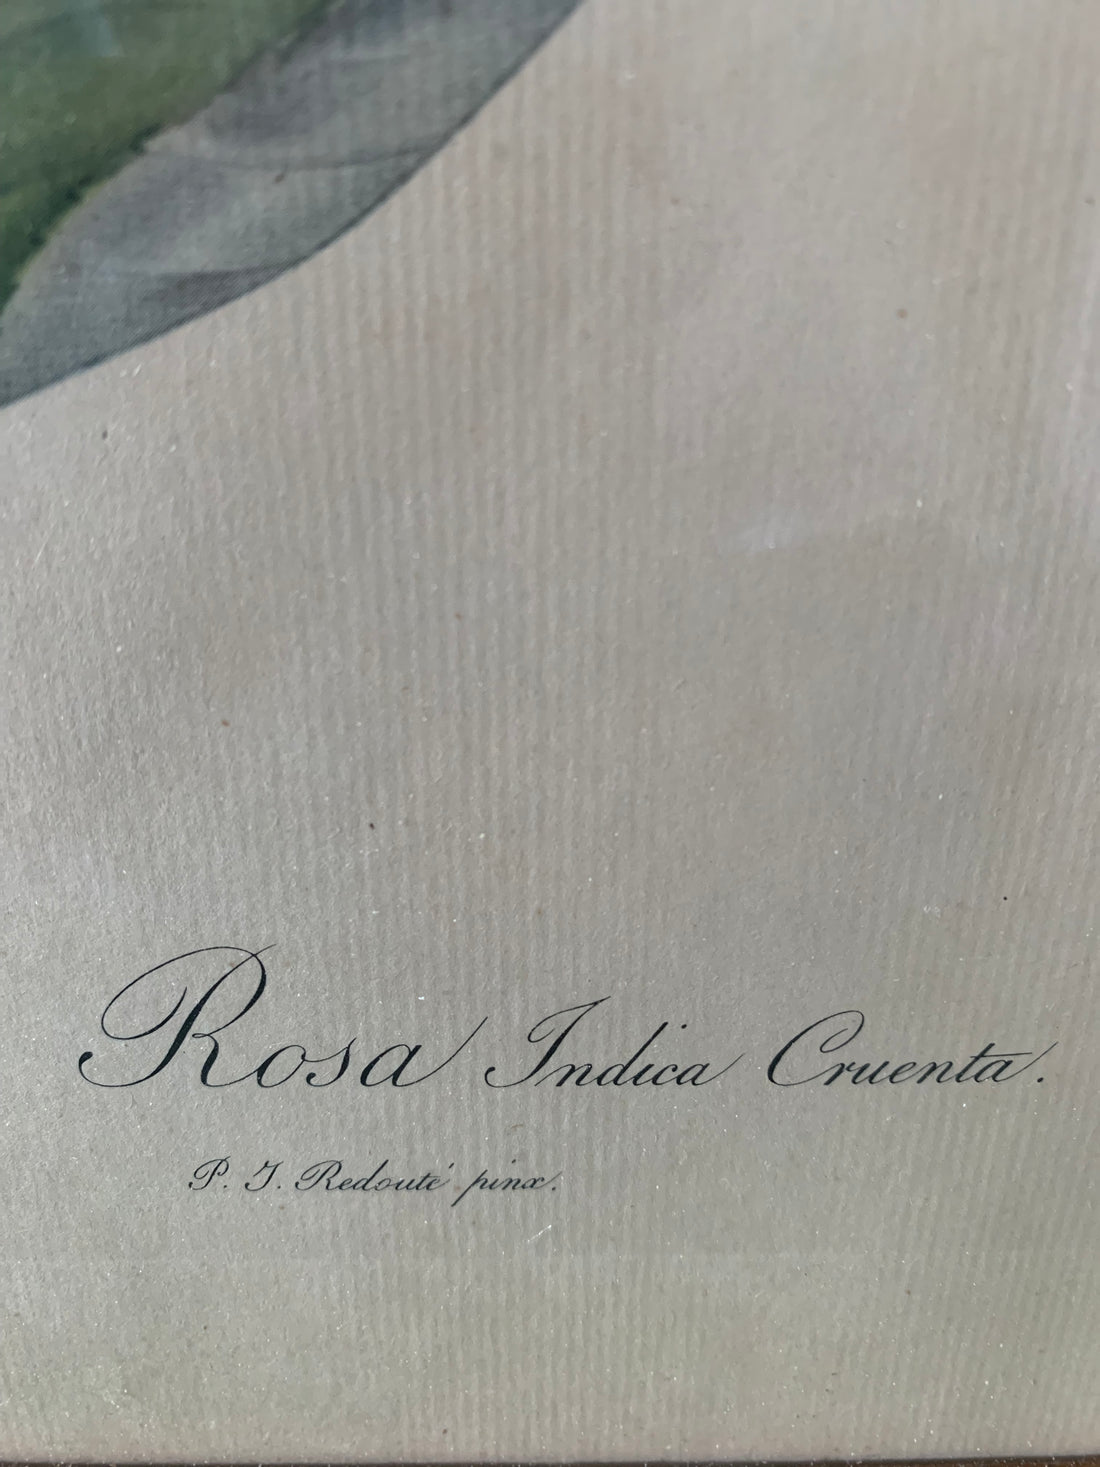 Rosa Indica Cruenta.
P. J. Redouté pinx.